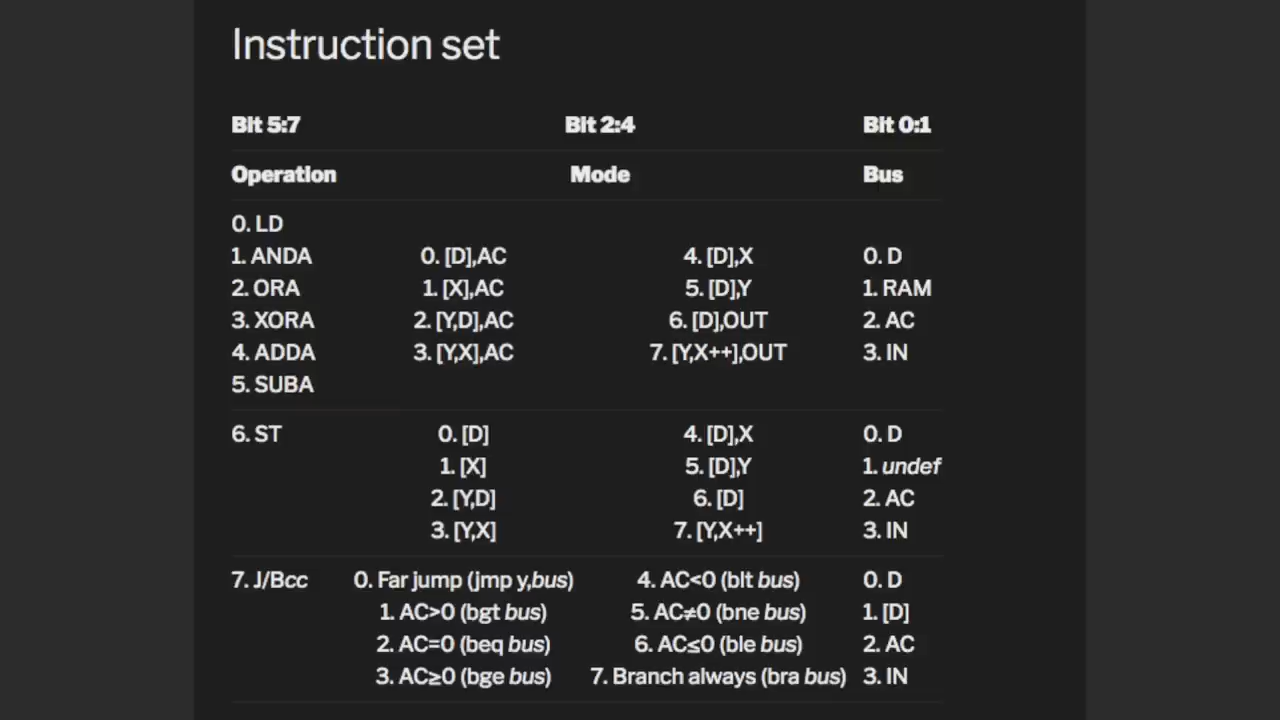 Instruction set
Bit 5:7 Bit 2:4 Bit 0:1
Operation Mode Bus
0. LD
1. ANDA 0. [D],AC 4. [D],X 0. D
2. ORA 1. [X],AC 5. [D],Y 1. RAM
3. XORA 2. [Y,D],AC 6. [D],OUT 2. AC
4. ADDA 3. [Y,X],AC 7. [Y,X++],OUT 3. IN
5. SUBA
6. ST 0. [D] 4. [D],X 0. D
1. [X] 5. [D],Y 1. undef
2. [Y,D] 6. [D] 2. AC
3. [Y,X] 7. [Y,X++] 3. IN
7. J/Bcc 0. Far jump (jmp y,bus) 4. AC<0 (blt bus) 0. D
1. AC>0 (bgt bus) 5. AC≠0 (bne bus) 1. [D]
2. AC=0 (beq bus) 6. AC≤0 (ble bus) 2. AC
3. AC≥0 (bge bus) 7. Branch always (bra bus) 3. IN